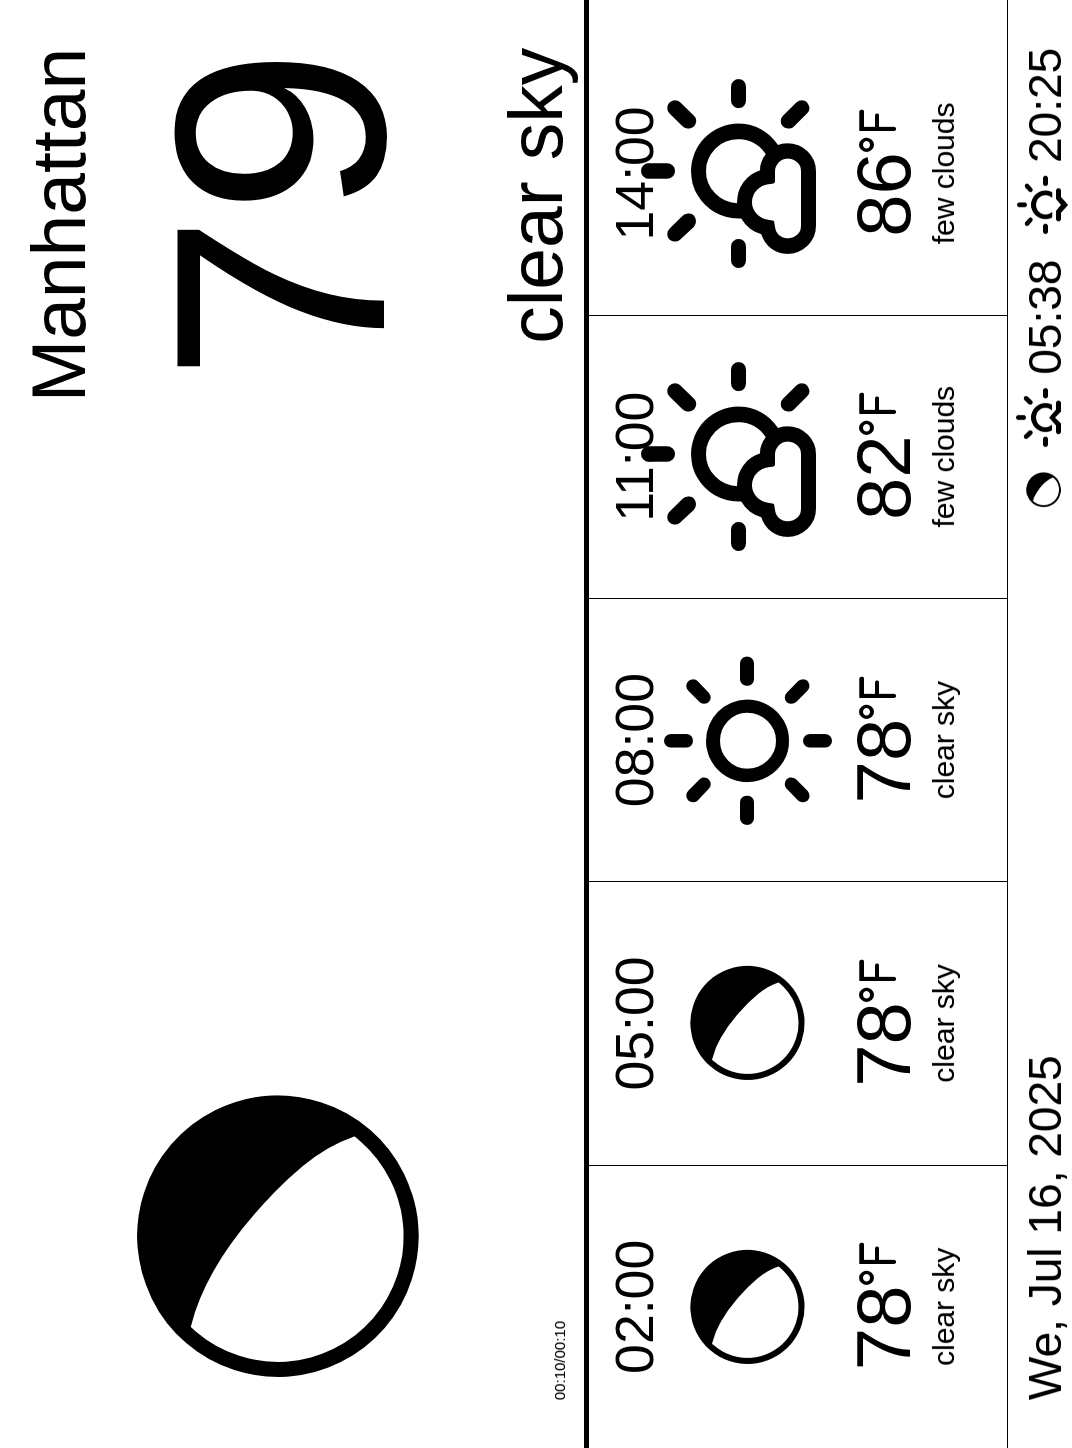 Manhattan
79
clear sky
00:10/00:10
02:00
78°F
clear sky
05:00
78°F
clear sky
08:00
78°F
clear sky
11:00
82°F
few clouds
14:00
86°F
few clouds
We, Jul 16, 2025
05:38
20:25